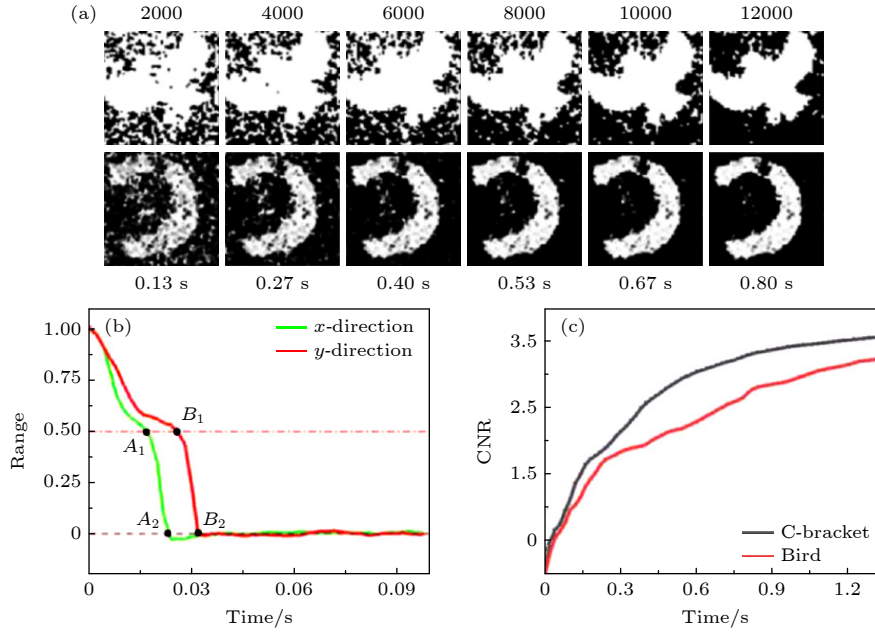 (a) 2000 4000 6000 8000 10000 12000
0.13 s 0.27 s 0.40 s 0.53 s 0.67 s 0.80 s
(b)
x-direction
y-direction
1.00
0.75
0.50
0.25
0
Range
A1
B1
A2
B2
0 0.03 0.06 0.09
Time/s
(c)
3.5
2.5
1.5
0.5
CNR
C-bracket
Bird
0 0.3 0.6 0.9 1.2
Time/s